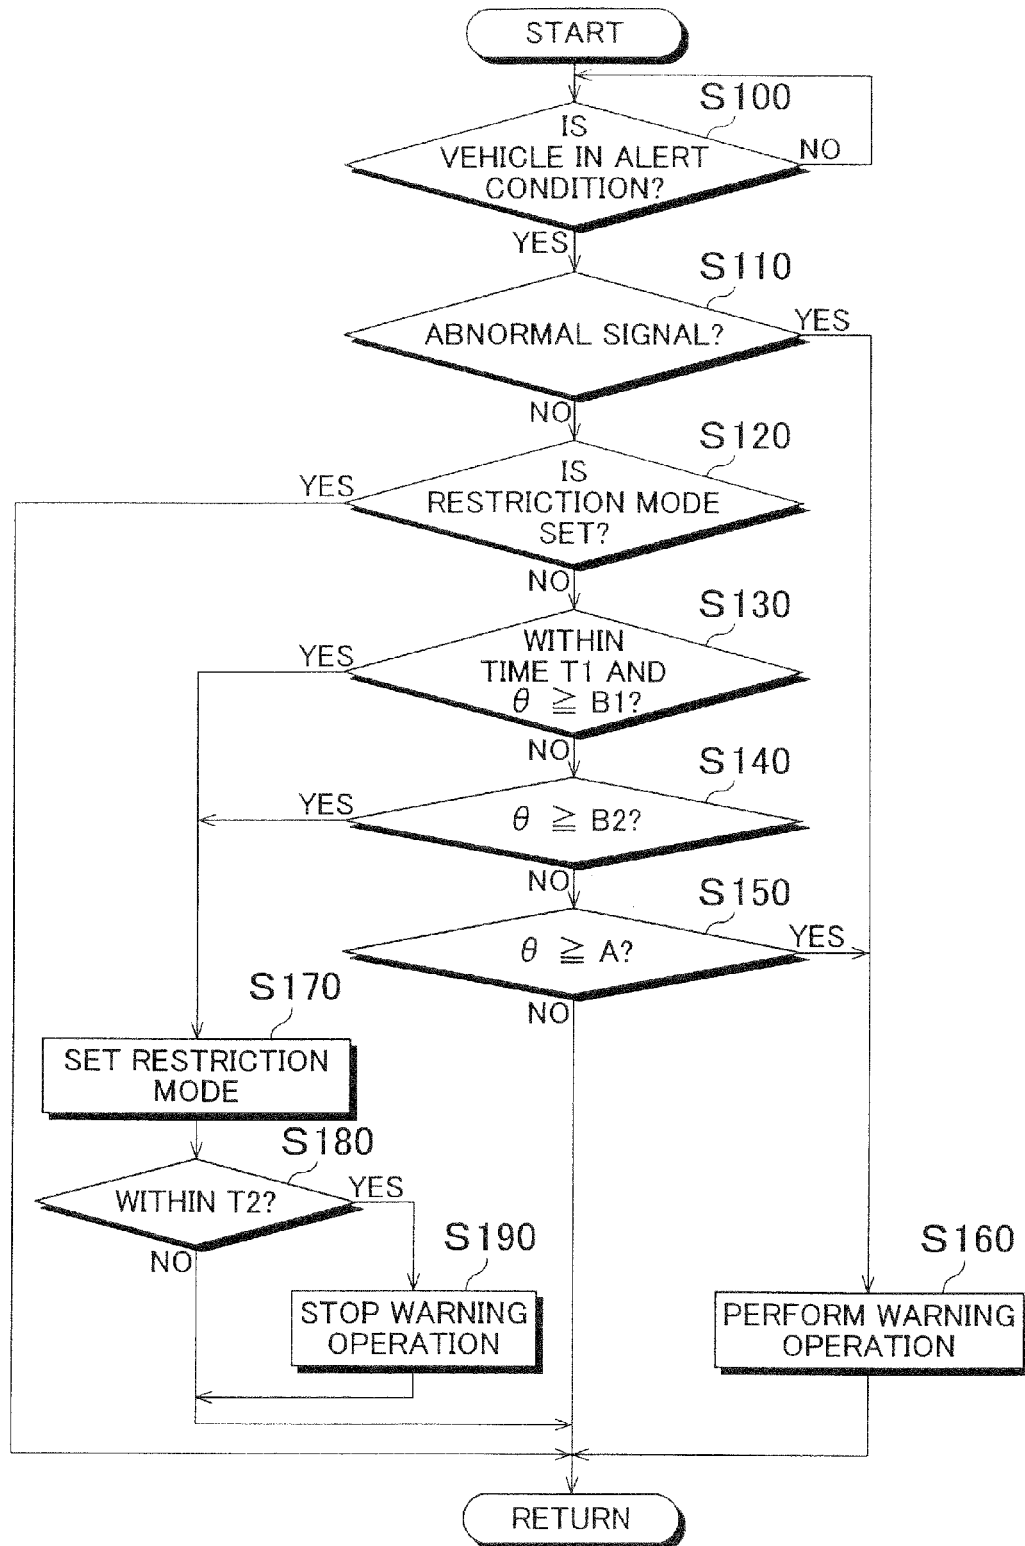 START
S100
IS
VEHICLE IN ALERT
CONDITION?
NO
YES
S110
ABNORMAL SIGNAL?
YES
NO
S120
IS
RESTRICTION MODE
SET?
YES
NO
S130
WITHIN
TIME T1 AND
θ ≧ B1?
YES
NO
S140
θ ≧ B2?
YES
NO
S150
θ ≧ A?
YES
NO
S170
SET RESTRICTION
MODE
S180
WITHIN T2?
YES
NO
S190
STOP WARNING
OPERATION
S160
PERFORM WARNING
OPERATION
RETURN